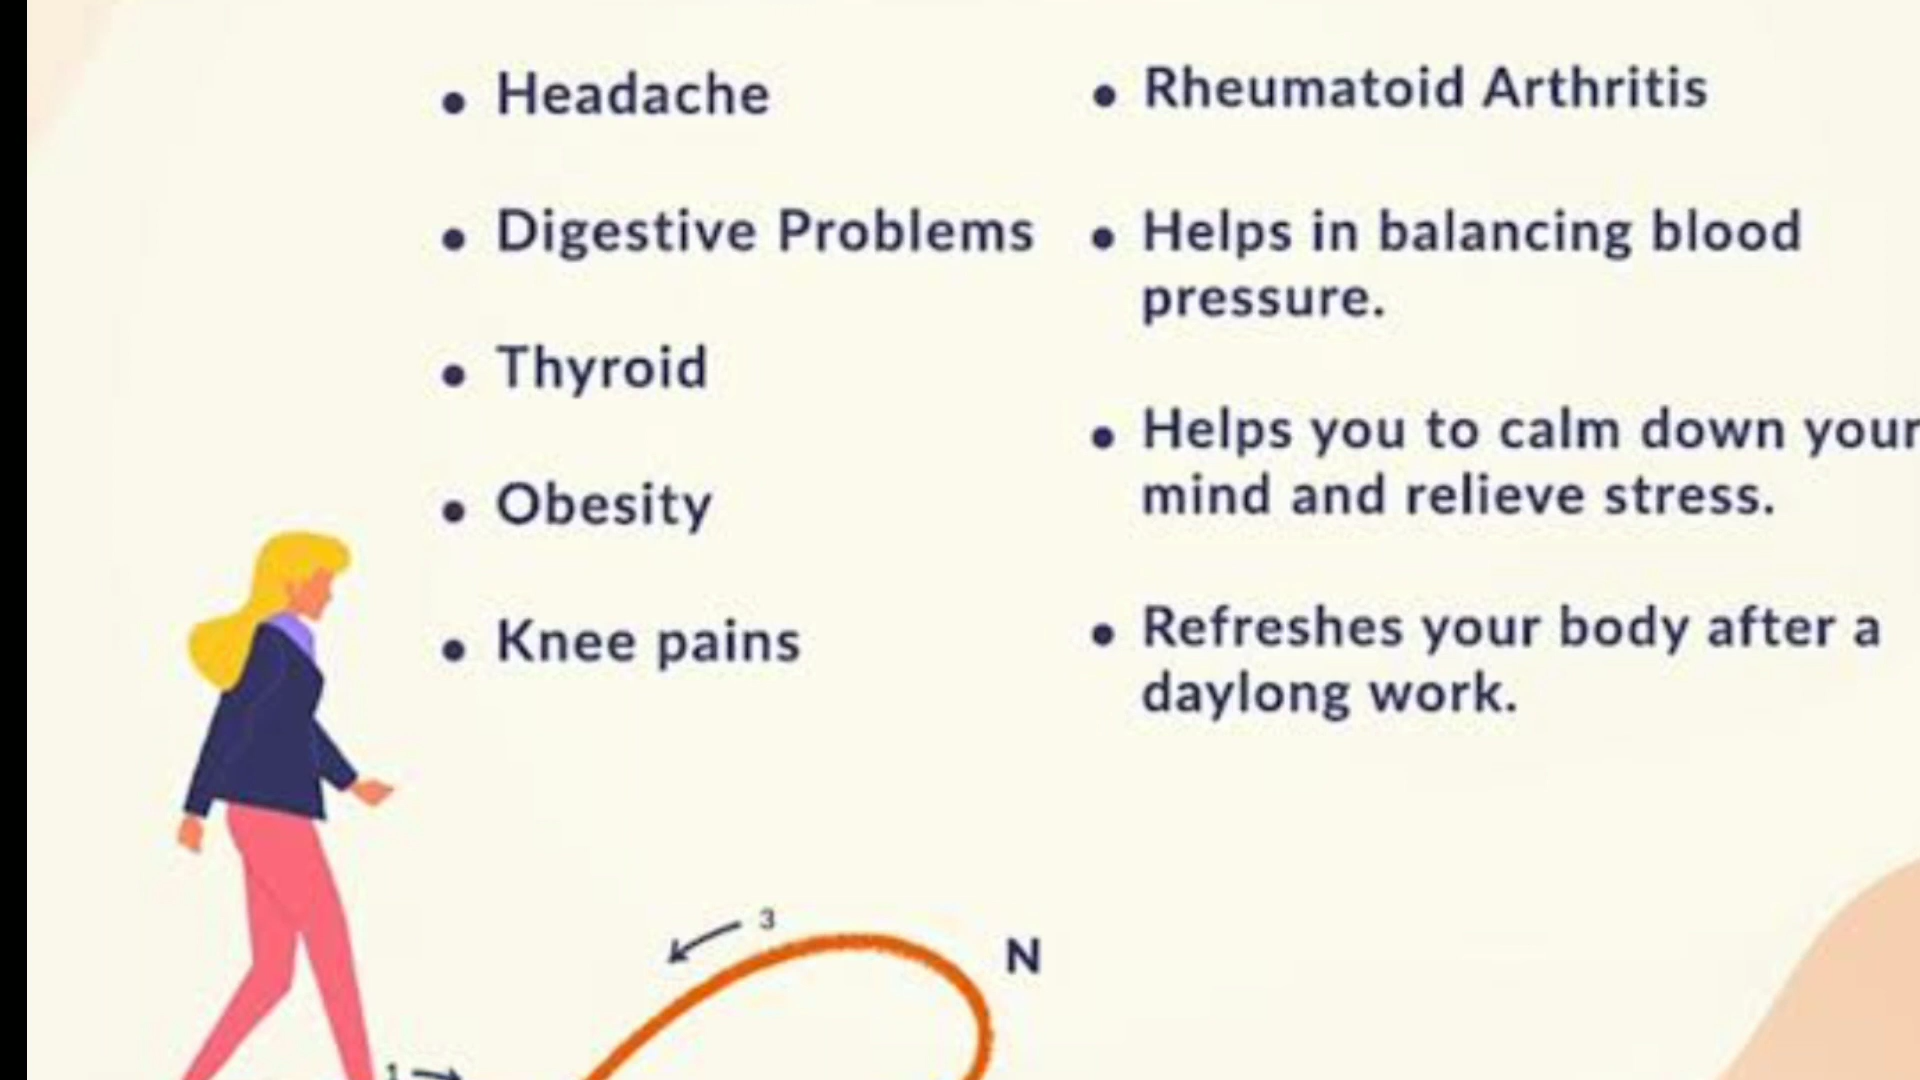 Headache
Digestive Problems
Thyroid
Obesity
Knee pains
Rheumatoid Arthritis
Helps in balancing blood
pressure.
Helps you to calm down your
mind and relieve stress.
Refreshes your body after a
daylong work.
3
N
1